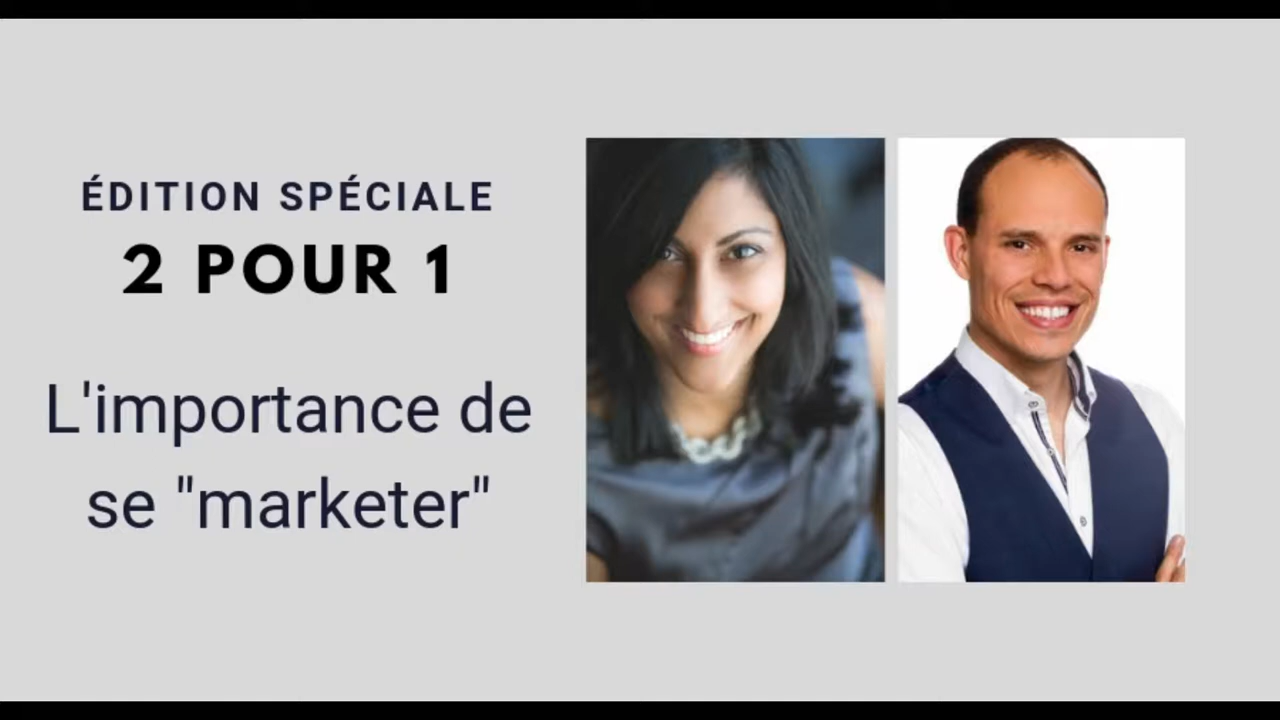 ÉDITION SPÉCIALE
2 POUR 1
L'importance de
se "marketer"